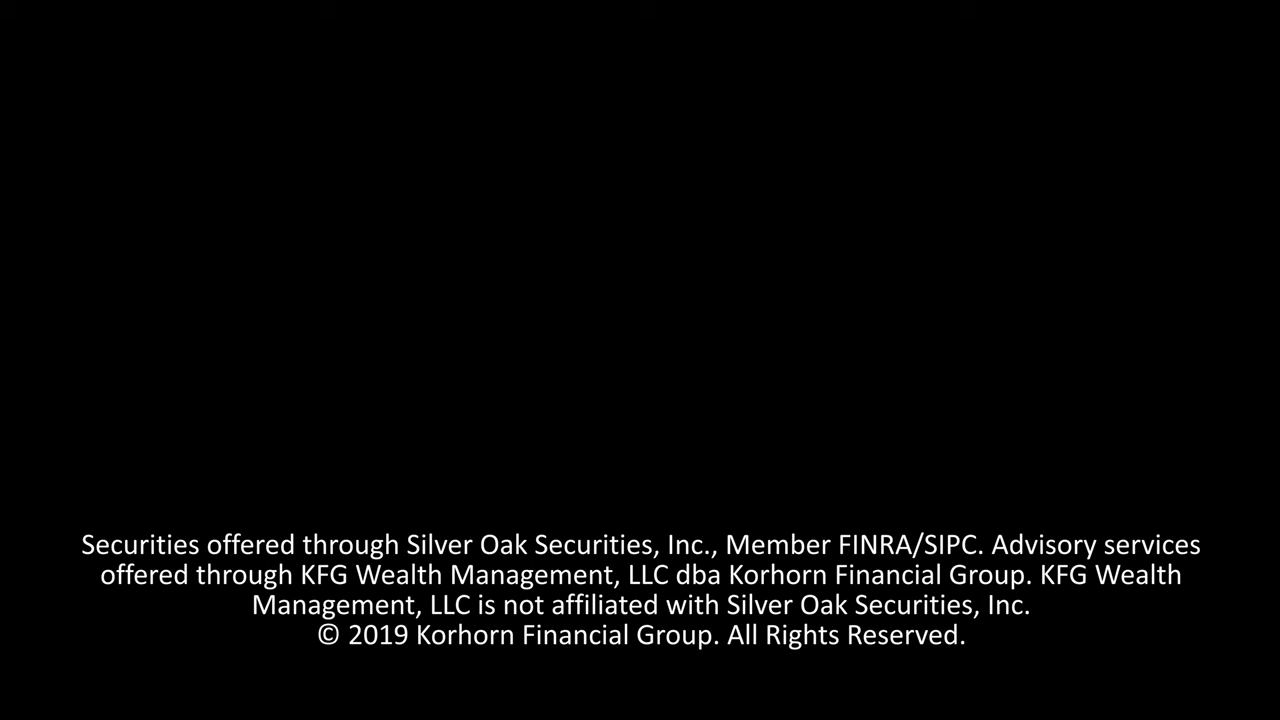 Securities offered through Silver Oak Securities, Inc., Member FINRA/SIPC. Advisory services
offered through KFG Wealth Management, LLC dba Korhorn Financial Group. KFG Wealth
Management, LLC is not affiliated with Silver Oak Securities, Inc.
© 2019 Korhorn Financial Group. All Rights Reserved.